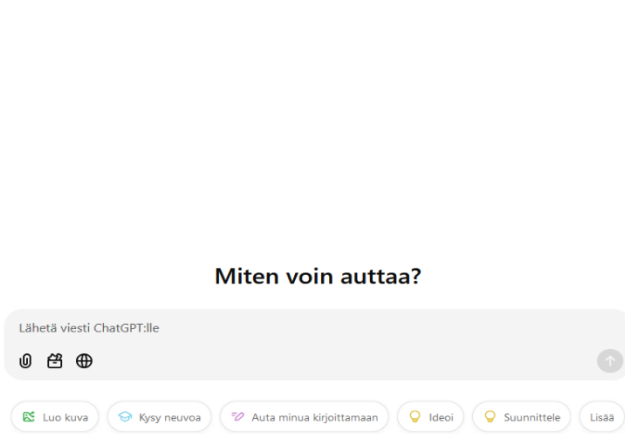 Miten voin auttaa?
Lähetä viesti ChatGPT:lle
Luo kuva Kysy neuvoa Auta minua kirjoittamaan Ideoi Suunnittele Lisää